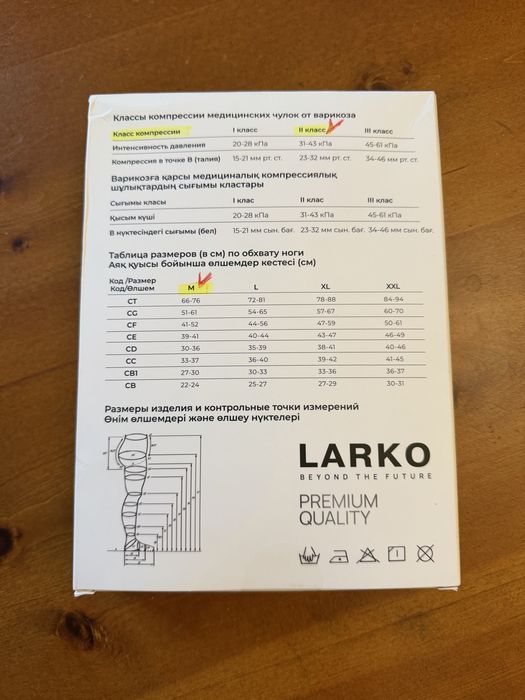 Классы компрессии медицинских чулок от варикоза
Класс компрессии I класс II класс III класс
Интенсивность давления 20-28 кПа 31-43 кПа 45-61 кПа
Компрессия в точке В (талия) 15-21 мм рт. ст. 23-32 мм рт. ст. 34-46 мм рт. ст.
Варикозға қарсы медициналық компрессиялық
шұлықтардың сығымы кластары
Сығымы класы I класс II класс III класс
Қысым күші 20-28 кПа 31-43 кПа 45-61 кПа
В нүктесіндегі сығымы (бел) 15-21 мм сын. бағ. 23-32 мм сын. бағ. 34-46 мм сын. бағ.
Таблица размеров (в см) по обхвату ноги
Аяқ қуысы бойынша өлшемдер кестесі (см)
Код /Размер
Код/Өлшем M L XL XXL
CT 66-76 72-81 78-88 84-94
CG 51-61 54-65 57-67 60-70
CF 41-52 44-56 47-59 50-61
CE 39-41 40-44 43-47 46-49
CD 30-36 35-39 38-41 40-46
CC 33-37 36-40 39-42 41-45
CB1 27-30 30-33 33-36 36-37
CB 22-24 25-27 27-29 30-31
Размеры изделия и контрольные точки измерений
Өнім өлшемдері және өлшеу нүктелері
LARKO
BEYOND THE FUTURE
PREMIUM
QUALITY